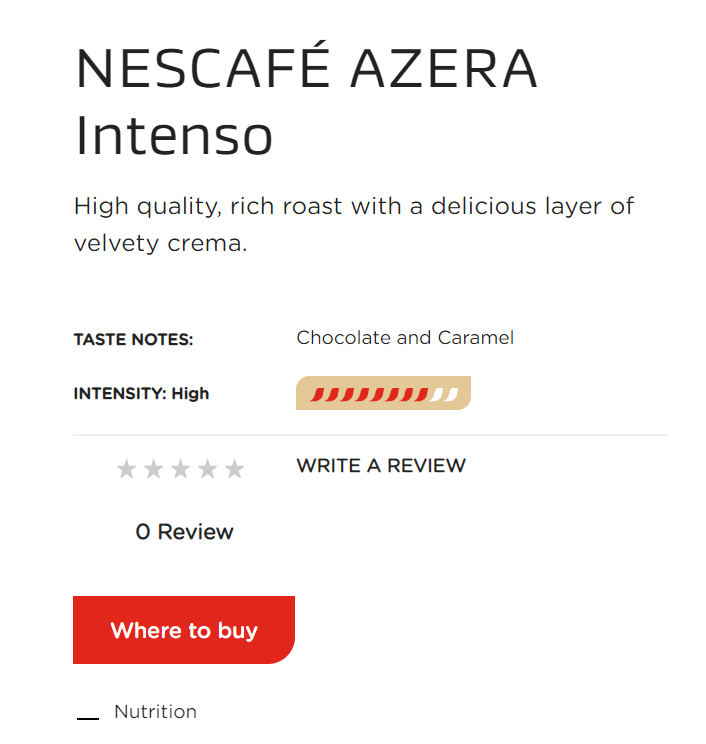 NESCAFÉ AZERA
Intenso
High quality, rich roast with a delicious layer of
velvety crema.
TASTE NOTES: Chocolate and Caramel
INTENSITY: High
WRITE A REVIEW
0 Review
Where to buy
Nutrition